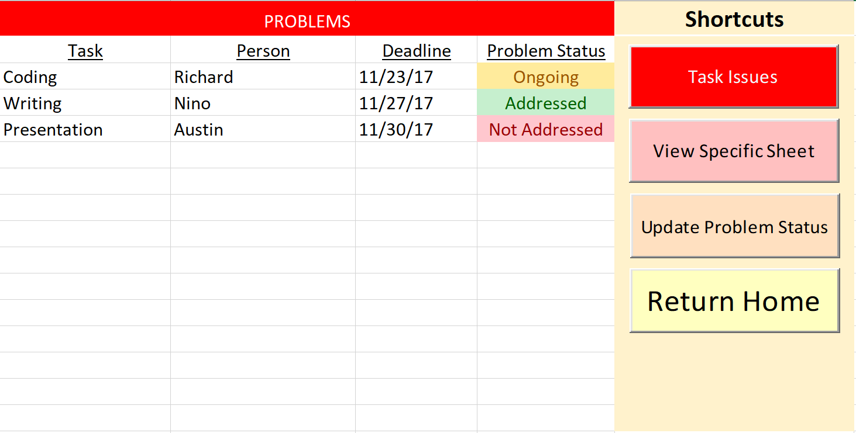 PROBLEMS
Task Person Deadline Problem Status
Coding Richard 11/23/17 Ongoing
Writing Nino 11/27/17 Addressed
Presentation Austin 11/30/17 Not Addressed
Shortcuts
Task Issues
View Specific Sheet
Update Problem Status
Return Home